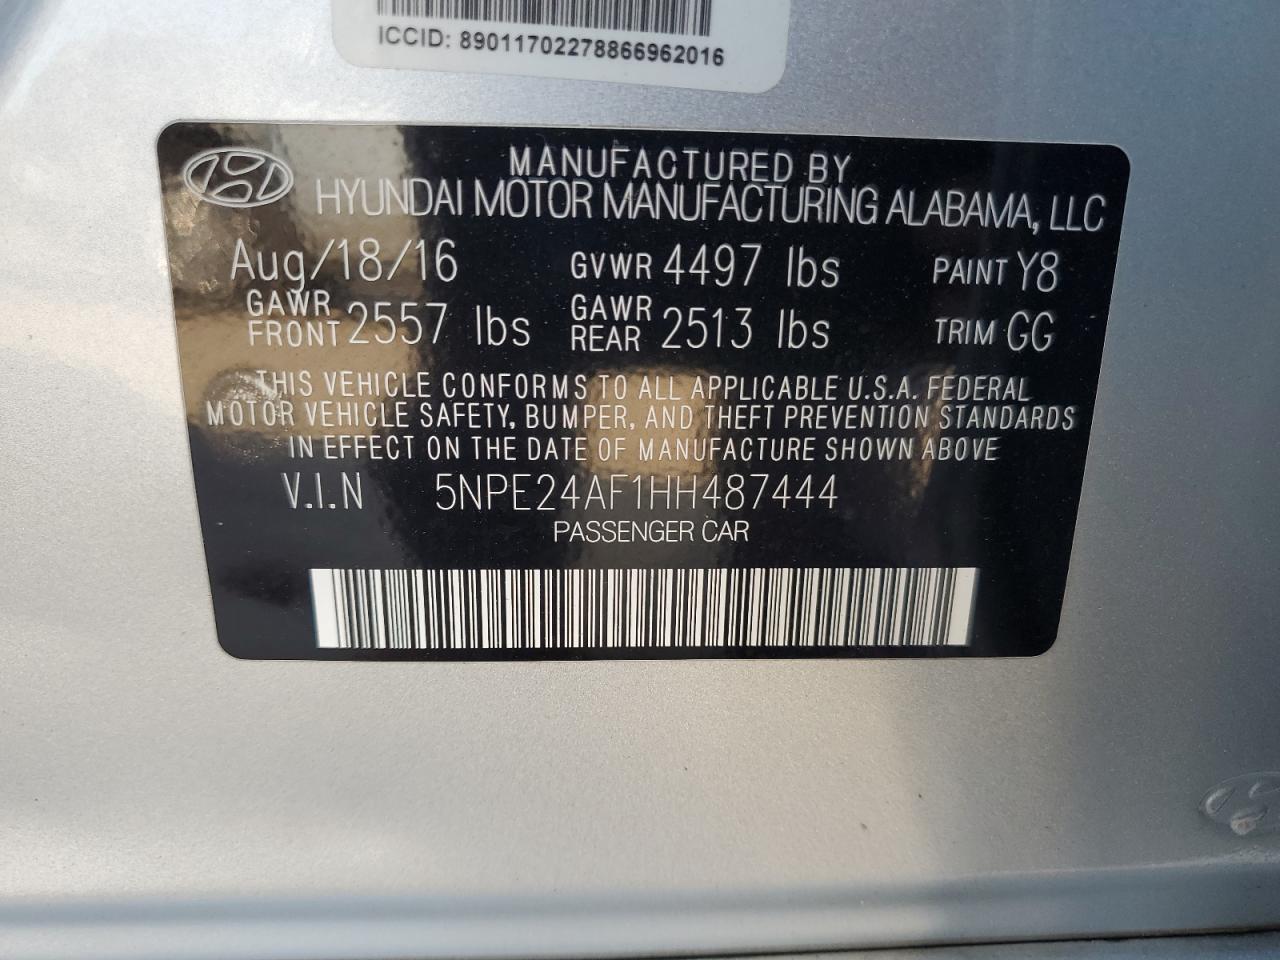 ICCID: 89011702278866962016
MANUFACTURED BY
HYUNDAI MOTOR MANUFACTURING ALABAMA, LLC
Aug/18/16 GVWR 4497 lbs PAINT Y8
GAWR FRONT 2557 lbs GAWR REAR 2513 lbs TRIM GG
THIS VEHICLE CONFORMS TO ALL APPLICABLE U.S.A. FEDERAL
MOTOR VEHICLE SAFETY, BUMPER, AND THEFT PREVENTION STANDARDS
IN EFFECT ON THE DATE OF MANUFACTURE SHOWN ABOVE
V.I.N 5NPE24AF1HH487444
PASSENGER CAR